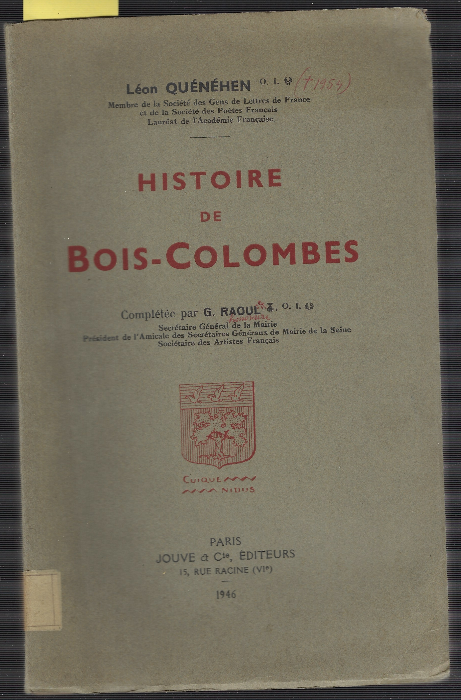 Léon QUÉNÉHEN O. I. (†1954)
Membre de la Société des Gens de Lettres de France
et de la Société des Poètes Français
Lauréat de l'Académie Française
HISTOIRE
DE
BOIS-COLOMBES
Complétée par G. RAOUL O. I.
Secrétaire Général de la Mairie
Président de l'Amicale des Secrétaires Généraux de Mairie de la Seine
Sociétaire des Artistes Français
CUIQUE
NIDUS
PARIS
JOUVE & Cie, ÉDITEURS
15, RUE RACINE (VIe)
1946